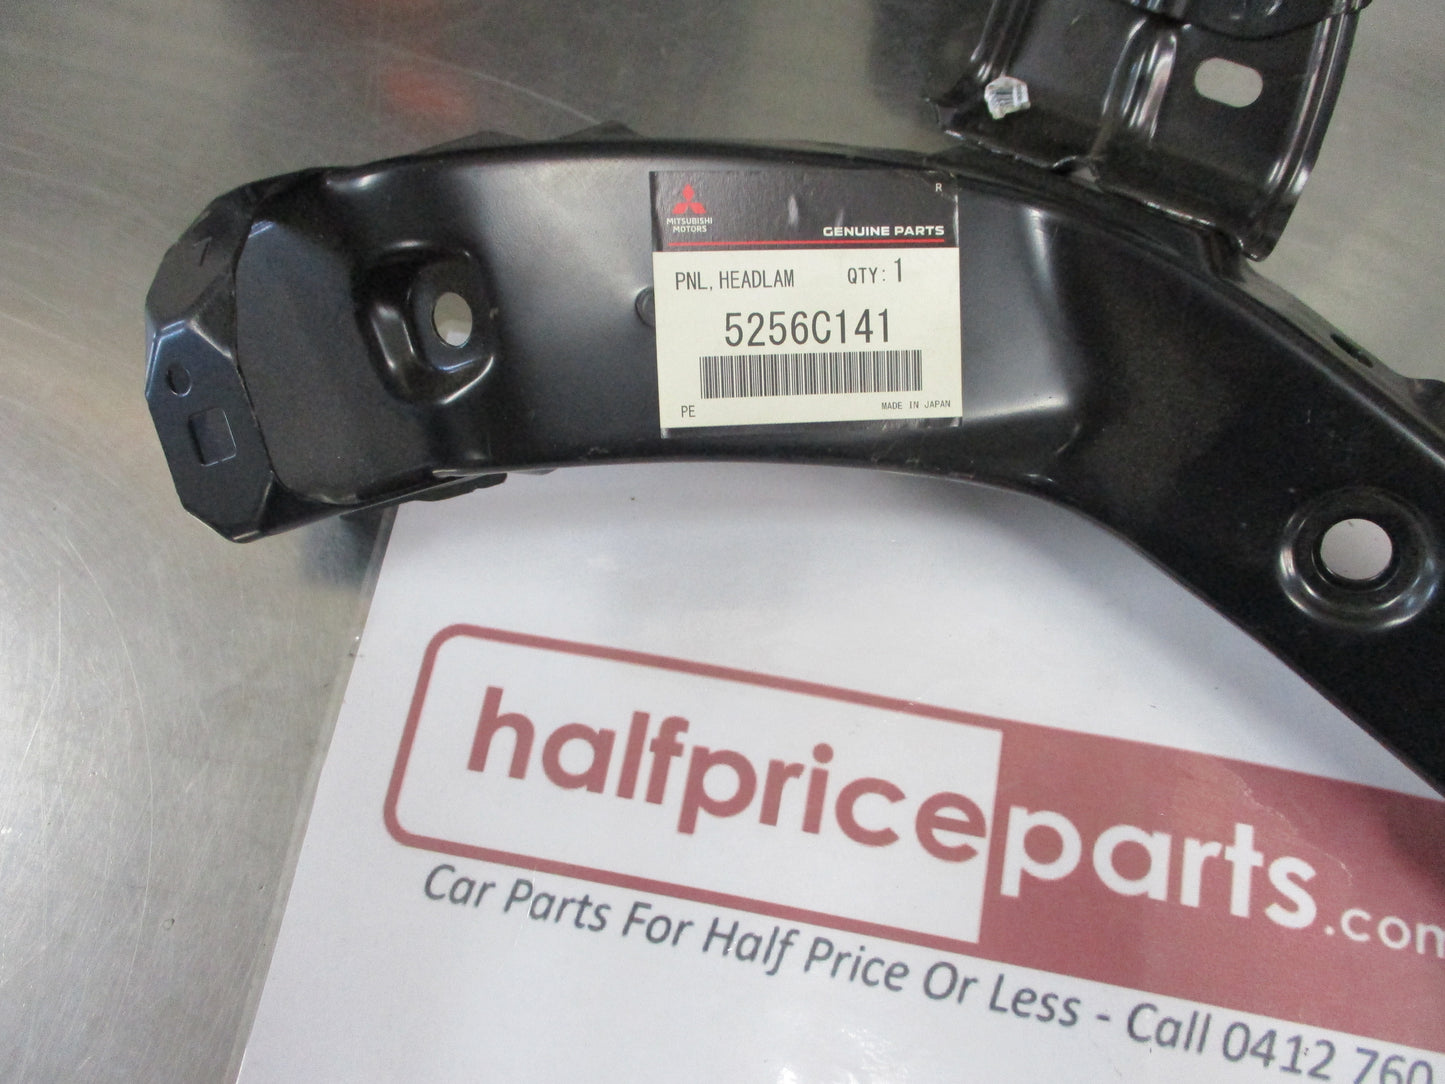 R
MITSUBISHI
MOTORS
GENUINE PARTS
PNL, HEADLAM QTY: 1
5256C141
PE MADE IN JAPAN
halfpriceparts.com
Car Parts For Half Price Or Less - Call 0412 760